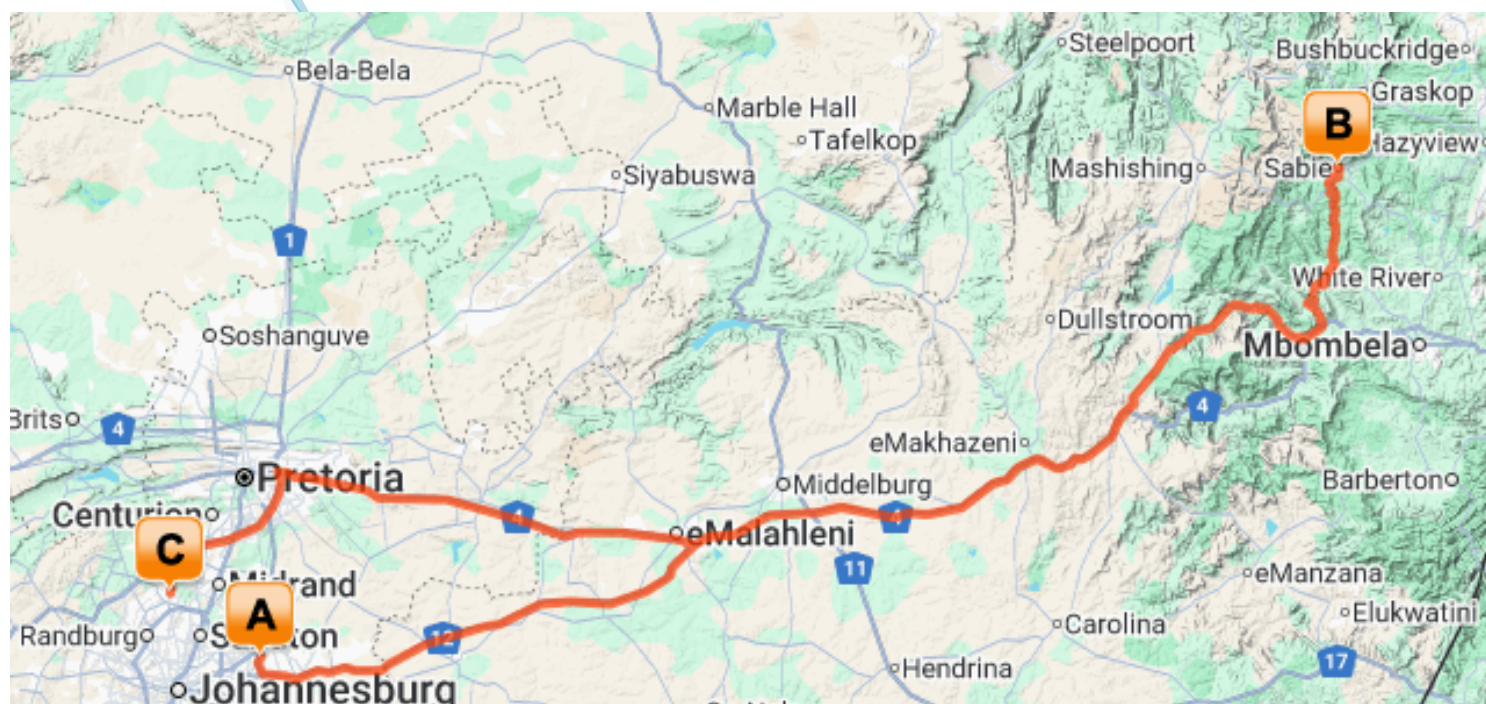 Steelpoort
Bushbuckridge
Bela-Bela
Graskop
Marble Hall
B
Tafelkop
Hazyview
Mashishing
Sabie
Siyabuswa
1
White River
Dullstroom
Soshanguve
Mbombela
4
Brits
4
eMakhazeni
Pretoria
Middelburg
Barberton
Centurion
4
4
eMalahleni
C
11
eManzana
Midrand
A
Elukwatini
Carolina
Randburg
12
17
Hendrina
Johannesburg